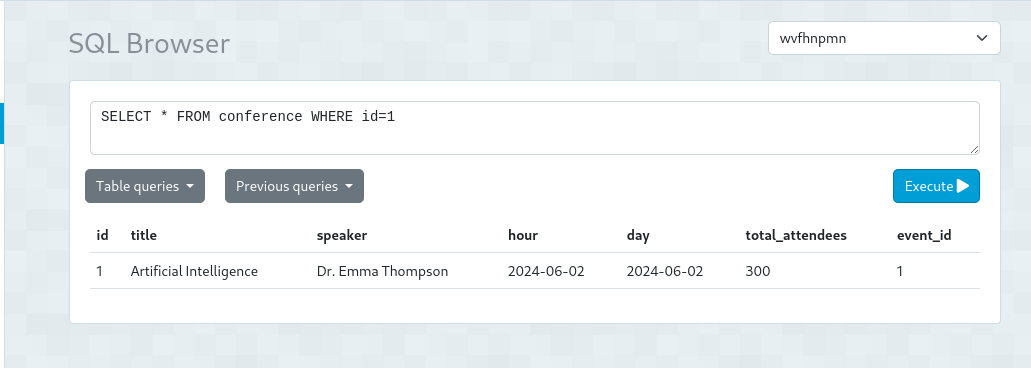 SQL Browser
wvfhnpmn
SELECT * FROM conference WHERE id=1
Table queries Previous queries Execute
id title speaker hour day total_attendees event_id
1 Artificial Intelligence Dr. Emma Thompson 2024-06-02 2024-06-02 300 1